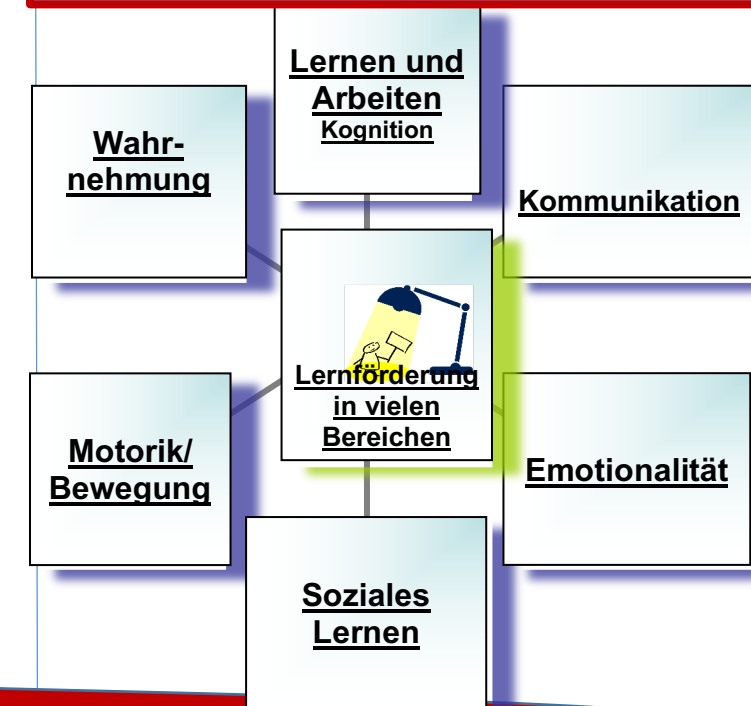 Lernen und
Arbeiten
Kognition
Wahr-
nehmung
Kommunikation
Lernförderung
in vielen
Bereichen
Motorik/
Bewegung
Emotionalität
Soziales
Lernen